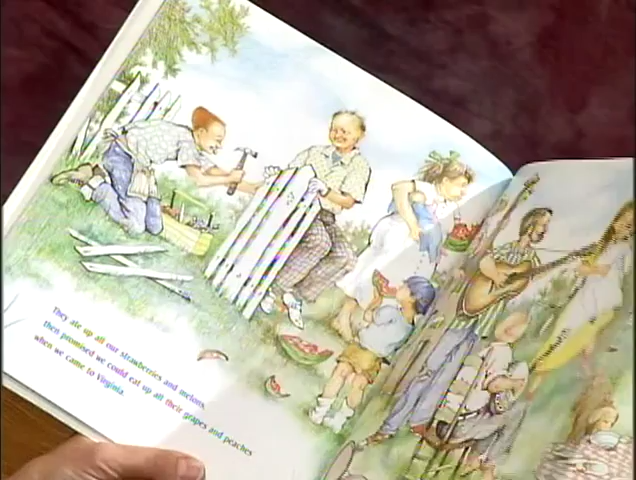 They ate up all our strawberries and melons,
then promised we could eat up all their grapes and peaches
when we came to Virginia.